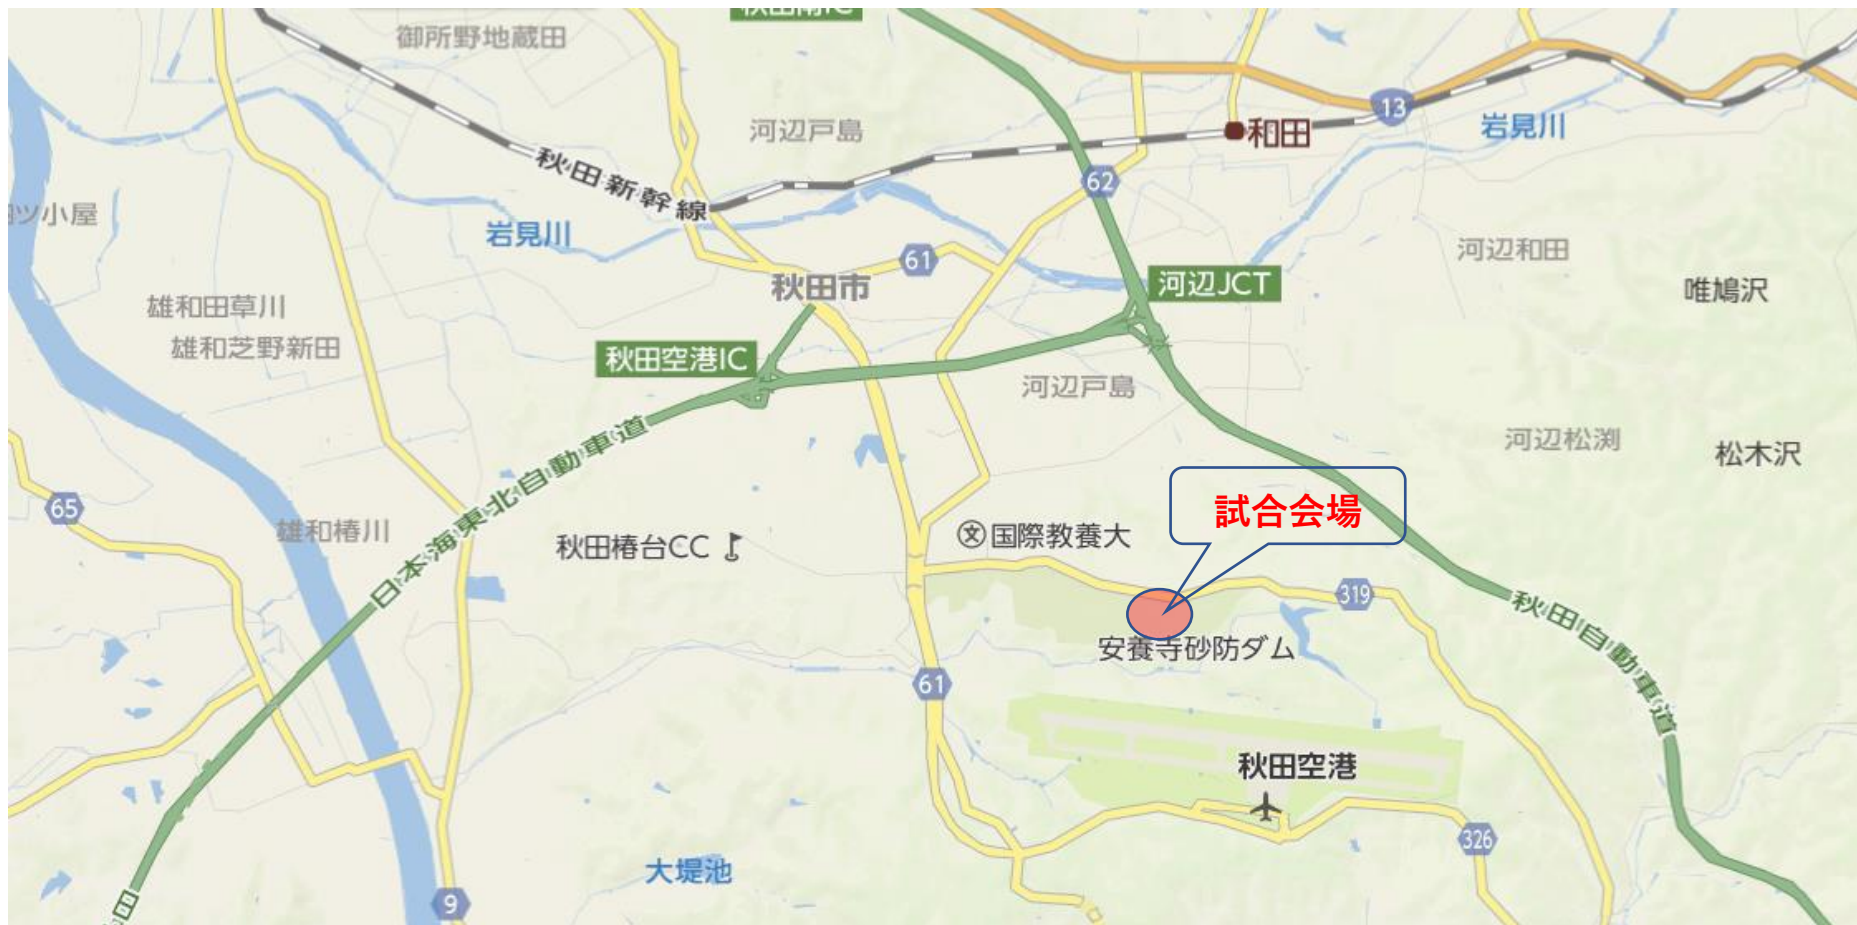 秋田南IC
御所野地蔵田
河辺戸島
13
和田
岩見川
秋田新幹線
62
ツ小屋
岩見川
61
河辺和田
秋田市
河辺JCT
唯鳩沢
雄和田草川
雄和芝野新田
秋田空港IC
河辺戸島
日本海東北自動車道
河辺松渕
松木沢
65
試合会場
雄和椿川
秋田椿台CC
国際教養大
文
319
秋田自動車道
安養寺砂防ダム
61
秋田空港
326
大堤池
9